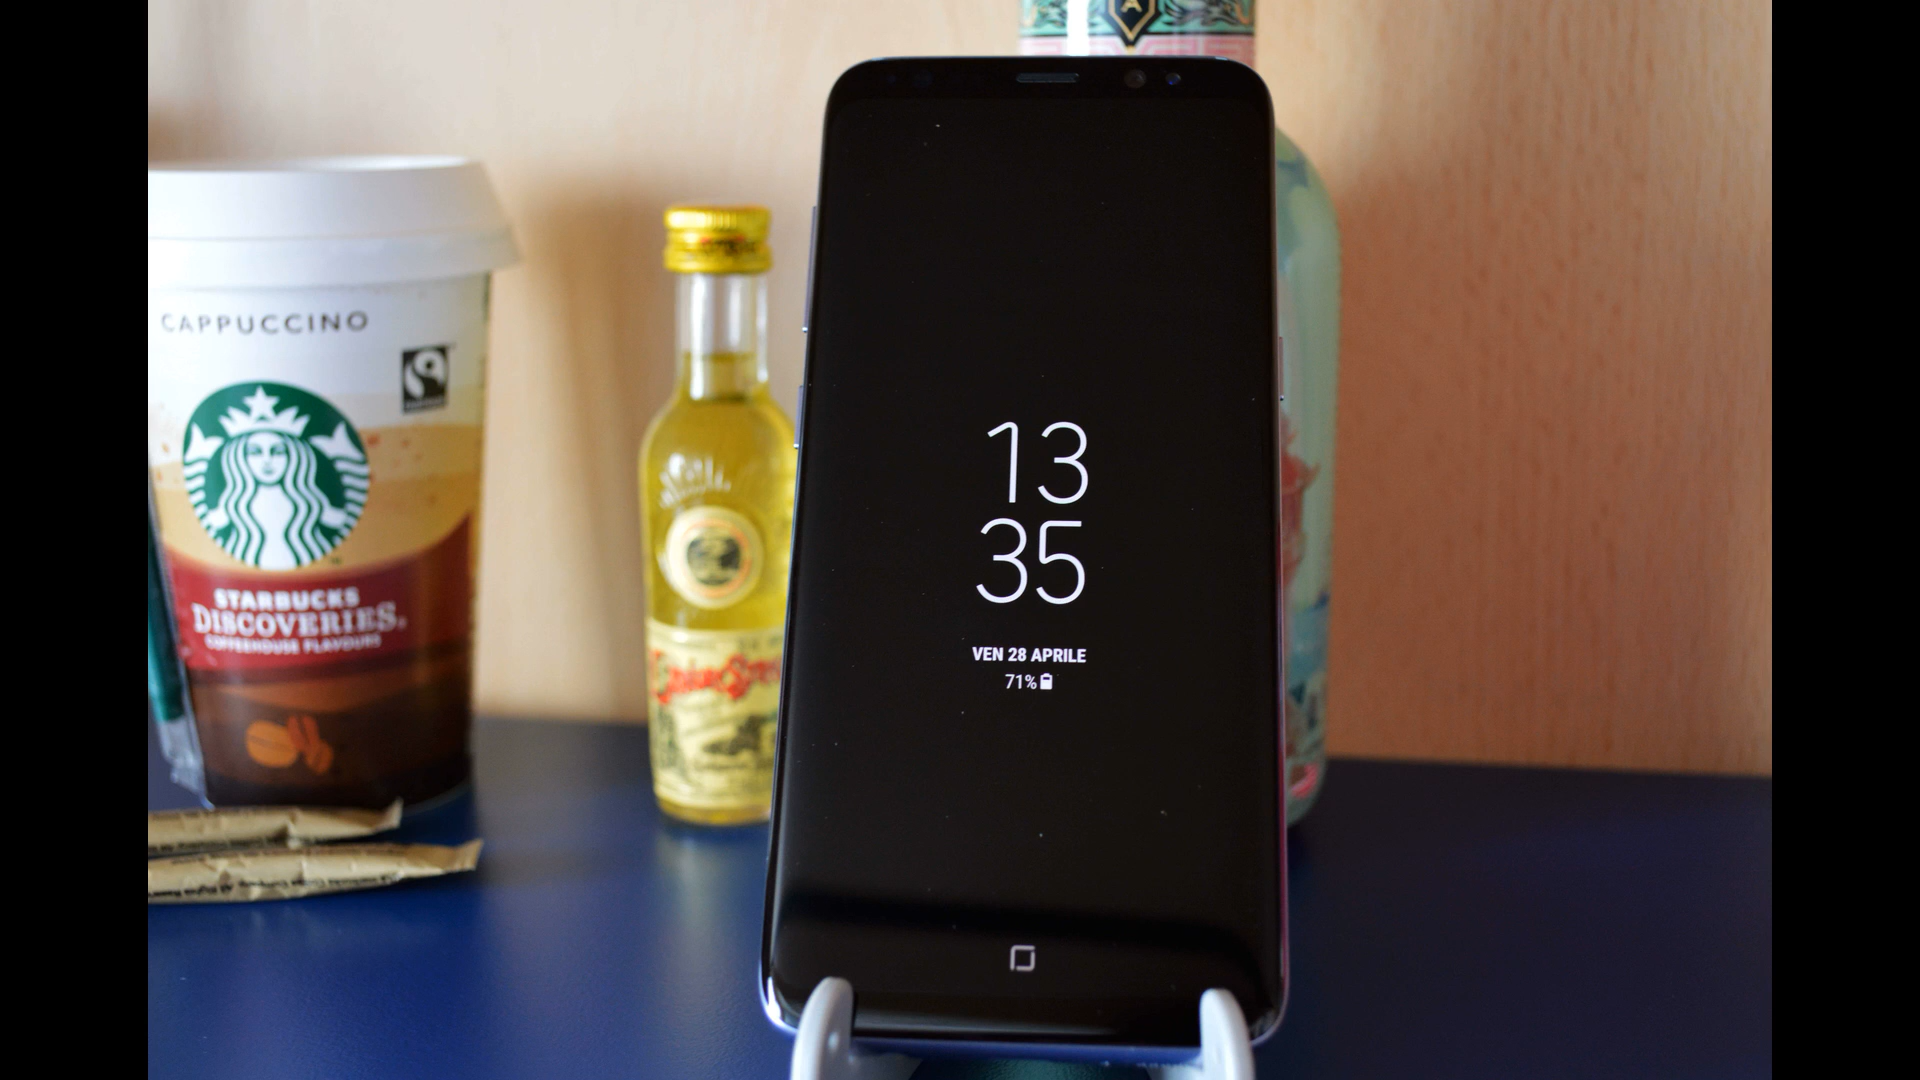 A
CAPPUCCINO
STARBUCKS
DISCOVERIES
COFFEEHOUSE FLAVOURS
13
35
VEN 28 APRILE
71%